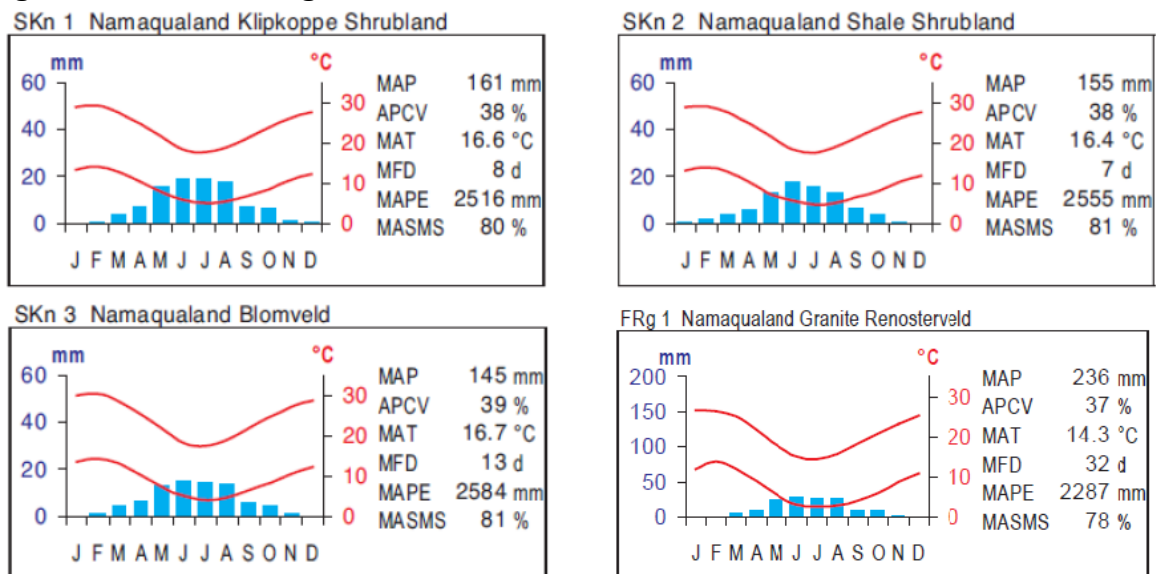 SKn 1 Namaqualand Klipkoppe Shrubland
mm °C
60
40
20
0
30
20
10
0
J F M A M J J A S O N D
MAP 161 mm
APCV 38 %
MAT 16.6 °C
MFD 8 d
MAPE 2516 mm
MASMS 80 %
SKn 2 Namaqualand Shale Shrubland
mm °C
60
40
20
0
30
20
10
0
J F M A M J J A S O N D
MAP 155 mm
APCV 38 %
MAT 16.4 °C
MFD 7 d
MAPE 2555 mm
MASMS 81 %
SKn 3 Namaqualand Blomveld
mm °C
60
40
20
0
30
20
10
0
J F M A M J J A S O N D
MAP 145 mm
APCV 39 %
MAT 16.7 °C
MFD 13 d
MAPE 2584 mm
MASMS 81 %
FRg 1 Namaqualand Granite Renosterveld
mm °C
200
150
100
50
0
30
20
10
0
J F M A M J J A S O N D
MAP 236 mm
APCV 37 %
MAT 14.3 °C
MFD 32 d
MAPE 2287 mm
MASMS 78 %